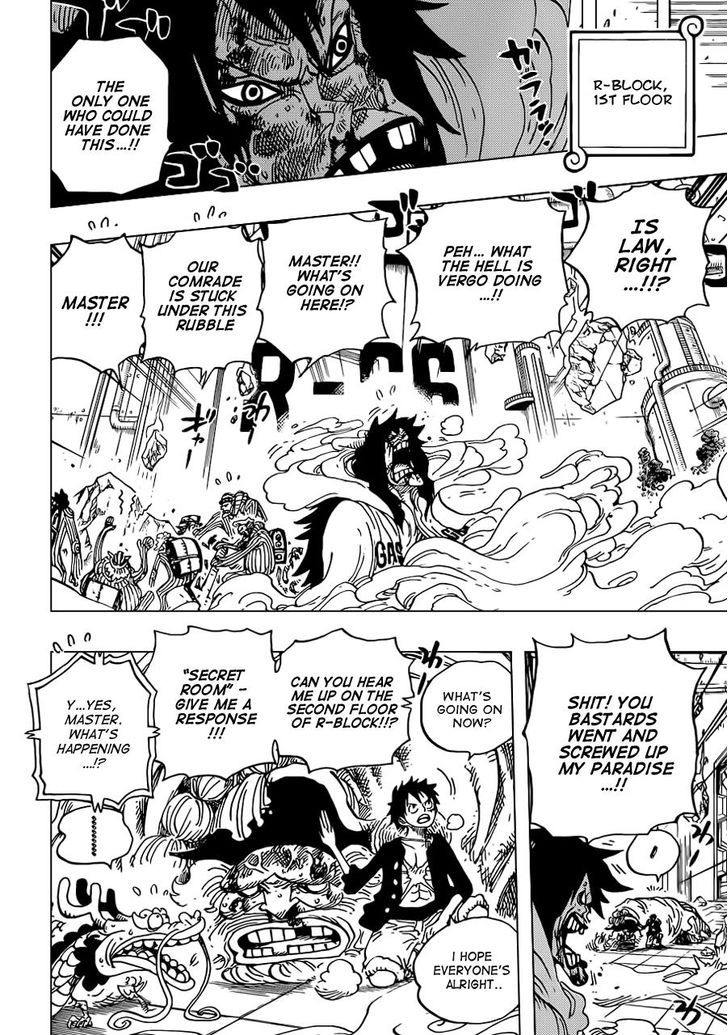 R-BLOCK,
1ST FLOOR
THE
ONLY ONE
WHO COULD
HAVE DONE
THIS...!!
IS
LAW,
RIGHT
...!!?
PEH... WHAT
THE HELL IS
VERGO DOING
...!!
MASTER!!
WHAT'S
GOING ON
HERE!?
OUR
COMRADE
IS STUCK
UNDER THIS
RUBBLE
MASTER
!!!
R-CS
GAS
SHIT! YOU
BASTARDS
WENT AND
SCREWED UP
MY PARADISE
...!!
WHAT'S
GOING ON
NOW?
CAN YOU HEAR
ME UP ON THE
SECOND FLOOR
OF R-BLOCK!!?
"SECRET
ROOM" -
GIVE ME A
RESPONSE
!!!
Y...YES,
MASTER.
WHAT'S
HAPPENING
...!?
I HOPE
EVERYONE'S
ALRIGHT..